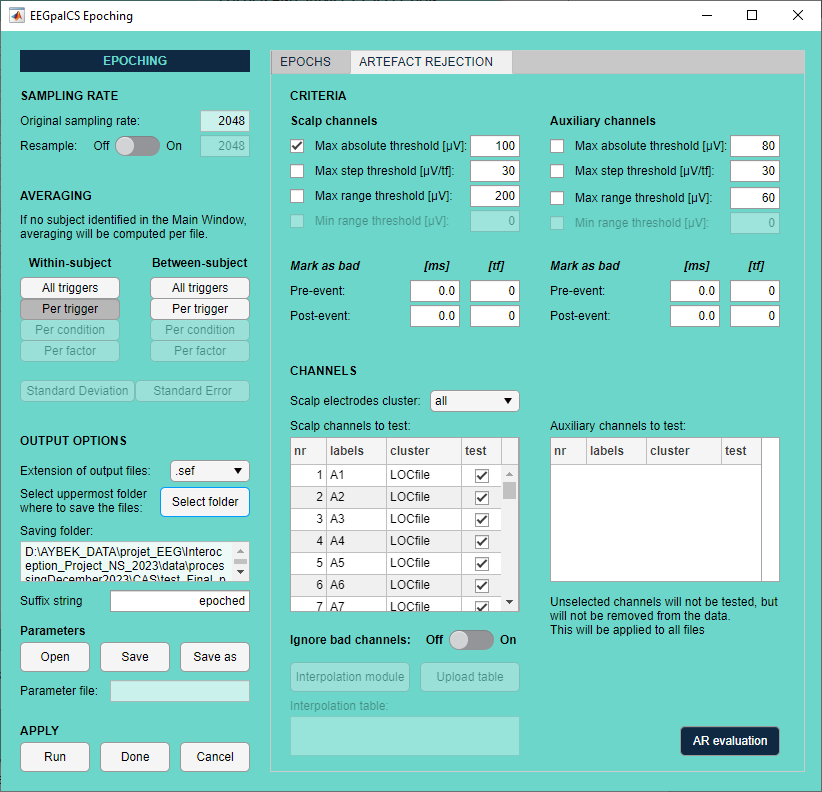 EEGpalCS Epoching
EPOCHING
SAMPLING RATE
Original sampling rate: 2048
Resample: Off On 2048
AVERAGING
If no subject identified in the Main Window,
averaging will be computed per file.
Within-subject Between-subject
All triggers All triggers
Per trigger Per trigger
Per condition Per condition
Per factor Per factor
Standard Deviation Standard Error
OUTPUT OPTIONS
Extension of output files: .sef
Select uppermost folder
where to save the files: Select folder
Saving folder:
D:\AYBEK_DATA\projet_EEG\Interoc
eption_Project_NS_2023\data\proces
singDecember2023\CAS\test_Final_p
Suffix string epoched
Parameters
Open Save Save as
Parameter file:
APPLY
Run Done Cancel
EPOCHS ARTEFACT REJECTION
CRITERIA
Scalp channels
Max absolute threshold [µV]: 100
Max step threshold [µV/tf]: 30
Max range threshold [µV]: 200
Min range threshold [µV]: 0
Auxiliary channels
Max absolute threshold [µV]: 80
Max step threshold [µV/tf]: 30
Max range threshold [µV]: 60
Min range threshold [µV]: 0
Mark as bad [ms] [tf]
Pre-event: 0.0 0
Post-event: 0.0 0
Mark as bad [ms] [tf]
Pre-event: 0.0 0
Post-event: 0.0 0
CHANNELS
Scalp electrodes cluster: all
Scalp channels to test:
nr labels cluster test
1 A1 LOCfile
2 A2 LOCfile
3 A3 LOCfile
4 A4 LOCfile
5 A5 LOCfile
6 A6 LOCfile
7 A7 LOCfile
Ignore bad channels: Off On
Interpolation module Upload table
Interpolation table:
Auxiliary channels to test:
nr labels cluster test
Unselected channels will not be tested, but
will not be removed from the data.
This will be applied to all files
AR evaluation